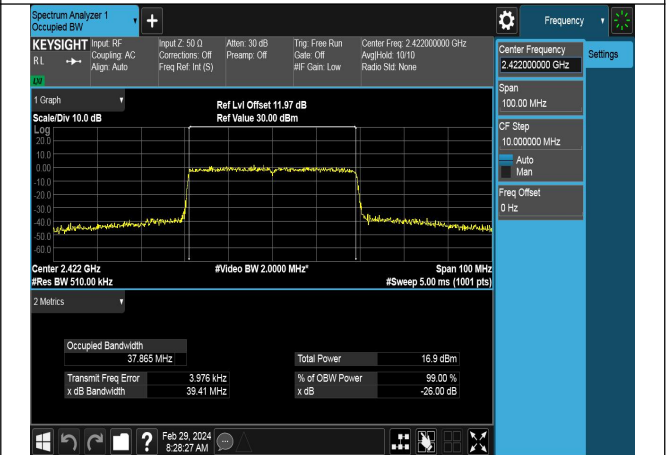 Spectrum Analyzer 1
Occupied BW
+
Frequency
KEYSIGHT
RL
Input: RF
Coupling: AC
Align: Auto
Input Z: 50 Ω
Corrections: Off
Freq Ref: Int (S)
Atten: 30 dB
Preamp: Off
Trig: Free Run
Gate: Off
#IF Gain: Low
Center Freq: 2.422000000 GHz
Avg|Hold: 10/10
Radio Std: None
Center Frequency
2.422000000 GHz
Settings
Span
100.00 MHz
CF Step
10.000000 MHz
Auto
Man
Freq Offset
0 Hz
1 Graph
Scale/Div 10.0 dB
Ref Lvl Offset 11.97 dB
Ref Value 30.00 dBm
Log
20.0
10.0
0.00
-10.0
-20.0
-30.0
-40.0
-50.0
-60.0
Center 2.422 GHz
#Video BW 2.0000 MHz*
Span 100 MHz
#Res BW 510.00 kHz
#Sweep 5.00 ms (1001 pts)
2 Metrics
Occupied Bandwidth
37.865 MHz
Total Power 16.9 dBm
Transmit Freq Error 3.976 kHz
% of OBW Power 99.00 %
x dB Bandwidth 39.41 MHz
x dB -26.00 dB
?
Feb 29, 2024
8:28:27 AM